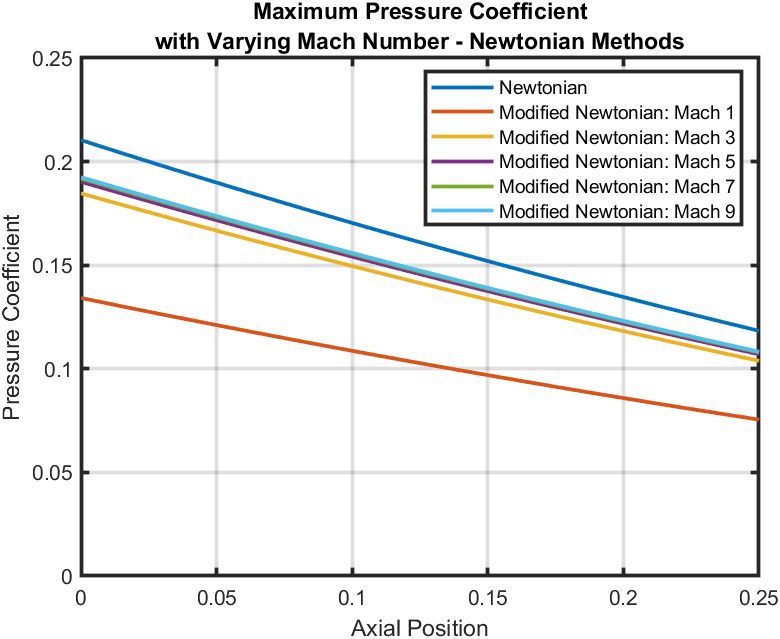 Maximum Pressure Coefficient
with Varying Mach Number - Newtonian Methods
Newtonian
Modified Newtonian: Mach 1
Modified Newtonian: Mach 3
Modified Newtonian: Mach 5
Modified Newtonian: Mach 7
Modified Newtonian: Mach 9
Pressure Coefficient
0.25
0.2
0.15
0.1
0.05
0
0 0.05 0.1 0.15 0.2 0.25
Axial Position